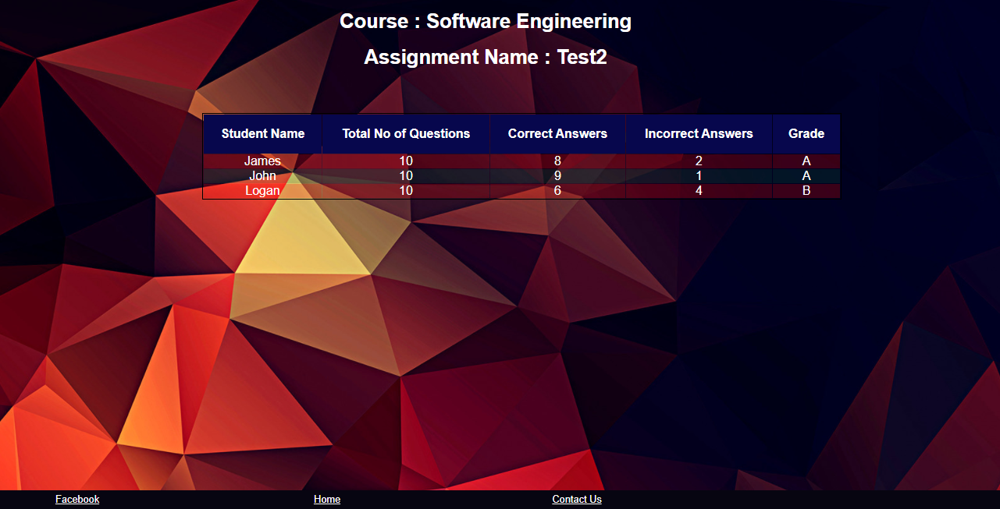 Course : Software Engineering
Assignment Name : Test2
Student Name Total No of Questions Correct Answers Incorrect Answers Grade
James 10 8 2 A
John 10 9 1 A
Logan 10 6 4 B
Facebook Home Contact Us